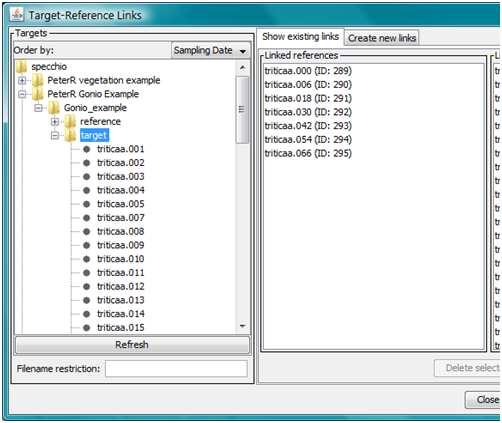 Target-Reference Links
Targets
Order by: Sampling Date
specchio
PeterR vegetation example
PeterR Gonio Example
Gonio_example
reference
target
triticaa.001
triticaa.002
triticaa.003
triticaa.004
triticaa.005
triticaa.007
triticaa.008
triticaa.009
triticaa.010
triticaa.011
triticaa.012
triticaa.013
triticaa.014
triticaa.015
Refresh
Filename restriction:
Show existing links Create new links
Linked references
triticaa.000 (ID: 289)
triticaa.006 (ID: 290)
triticaa.018 (ID: 291)
triticaa.030 (ID: 292)
triticaa.042 (ID: 293)
triticaa.054 (ID: 294)
triticaa.066 (ID: 295)
Delete selec
Close